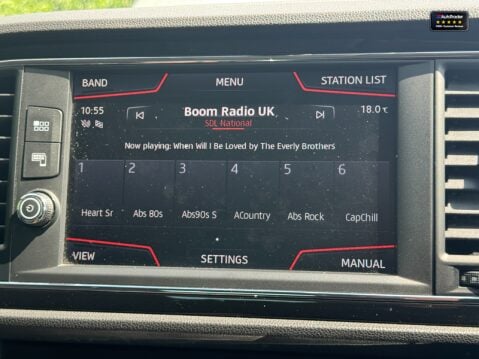 AutoTrader
BAND
MENU
STATION LIST
10:55
Boom Radio UK
18.0 c
SDL National
Now playing: When Will I Be Loved by The Everly Brothers
1 2 3 4 5 6
Heart Sr Abs 80s Abs90s S ACountry Abs Rock CapChill
VIEW
SETTINGS
MANUAL